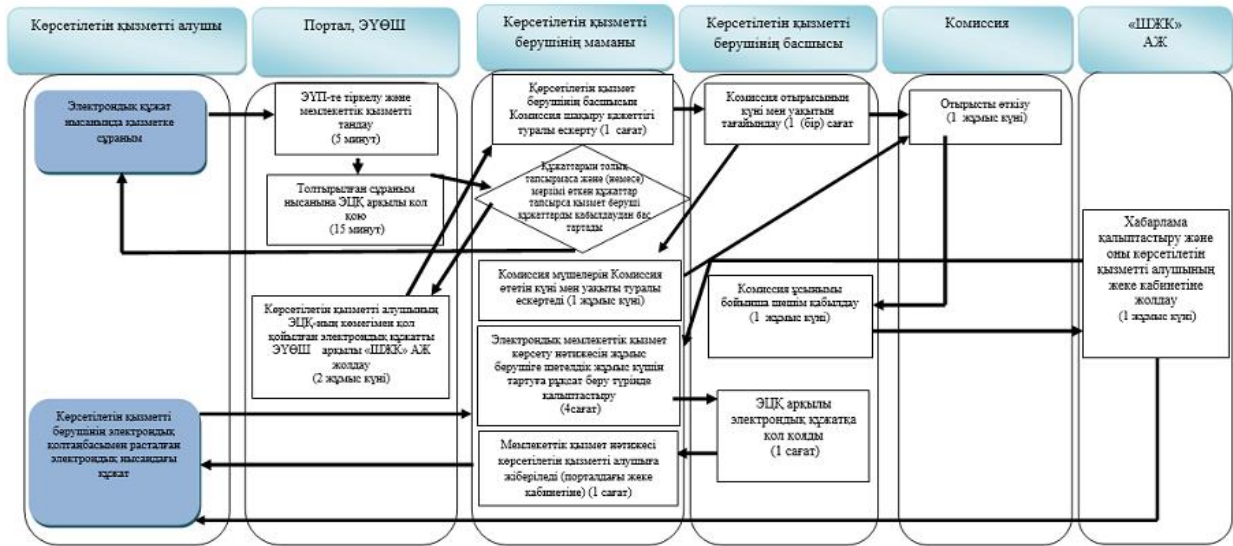 Көрсетілетін қызметті алушы
Портал, ЭҮӨШ
Көрсетілетін қызметті
берушінің маманы
Көрсетілетін қызметті
берушінің басшысы
Комиссия
«ШЖК»
АЖ
Электрондық құжат
нысанында қызметке
сұраным
ЭҮП-те тіркелу және
мемлекеттік қызметті
таңдау
(5 минут)
Толтырылған сұраным
нысанына ЭЦҚ арқылы қол
қою
(15 минут)
Көрсетілетін қызметті алушының
ЭЦҚ-ның көмегімен қол
қойылған электрондық құжатты
ЭҮӨШ арқылы «ШЖК» АЖ
жолдау
(2 жұмыс күні)
Көрсетілетін қызмет
берушінің басшысын
Комиссия шақыру қажеттігі
туралы ескерту (1 сағат)
Құжаттарын толық
тапсырмаса және (немесе)
мерзімі өткен құжаттар
тапсырса қызмет беруші
құжаттарды қабылдаудан бас
тартады
Комиссия мүшелерін Комиссия
өтетін күні мен уақыты туралы
ескертеді (1 жұмыс күні)
Электрондық мемлекеттік қызмет
көрсету нәтижесін жұмыс
берушіге шетелдік жұмыс күшін
тартуға рұқсат беру түрінде
қалыптастыру
(4сағат)
Мемлекеттік қызмет нәтижесі
көрсетілетін қызметті алушыға
жіберіледі (порталдағы жеке
кабинетіне) (1 сағат)
Комиссия отырысының
күні мен уақытын
тағайындау (1 (бір) сағат
Комиссия ұсынымы
бойынша шешім қабылдау
(1 жұмыс күні)
ЭЦҚ арқылы
электрондық құжатқа
қол қояды
(1 сағат)
Отырысты өткізу
(1 жұмыс күні)
Хабарлама
қалыптастыру және
оны көрсетілетін
қызметті алушының
жеке кабинетіне
жолдау
(1 жұмыс күні)
Көрсетілетін қызметті
берушінің электрондық
қолтаңбасымен расталған
электрондық нысандағы
құжат